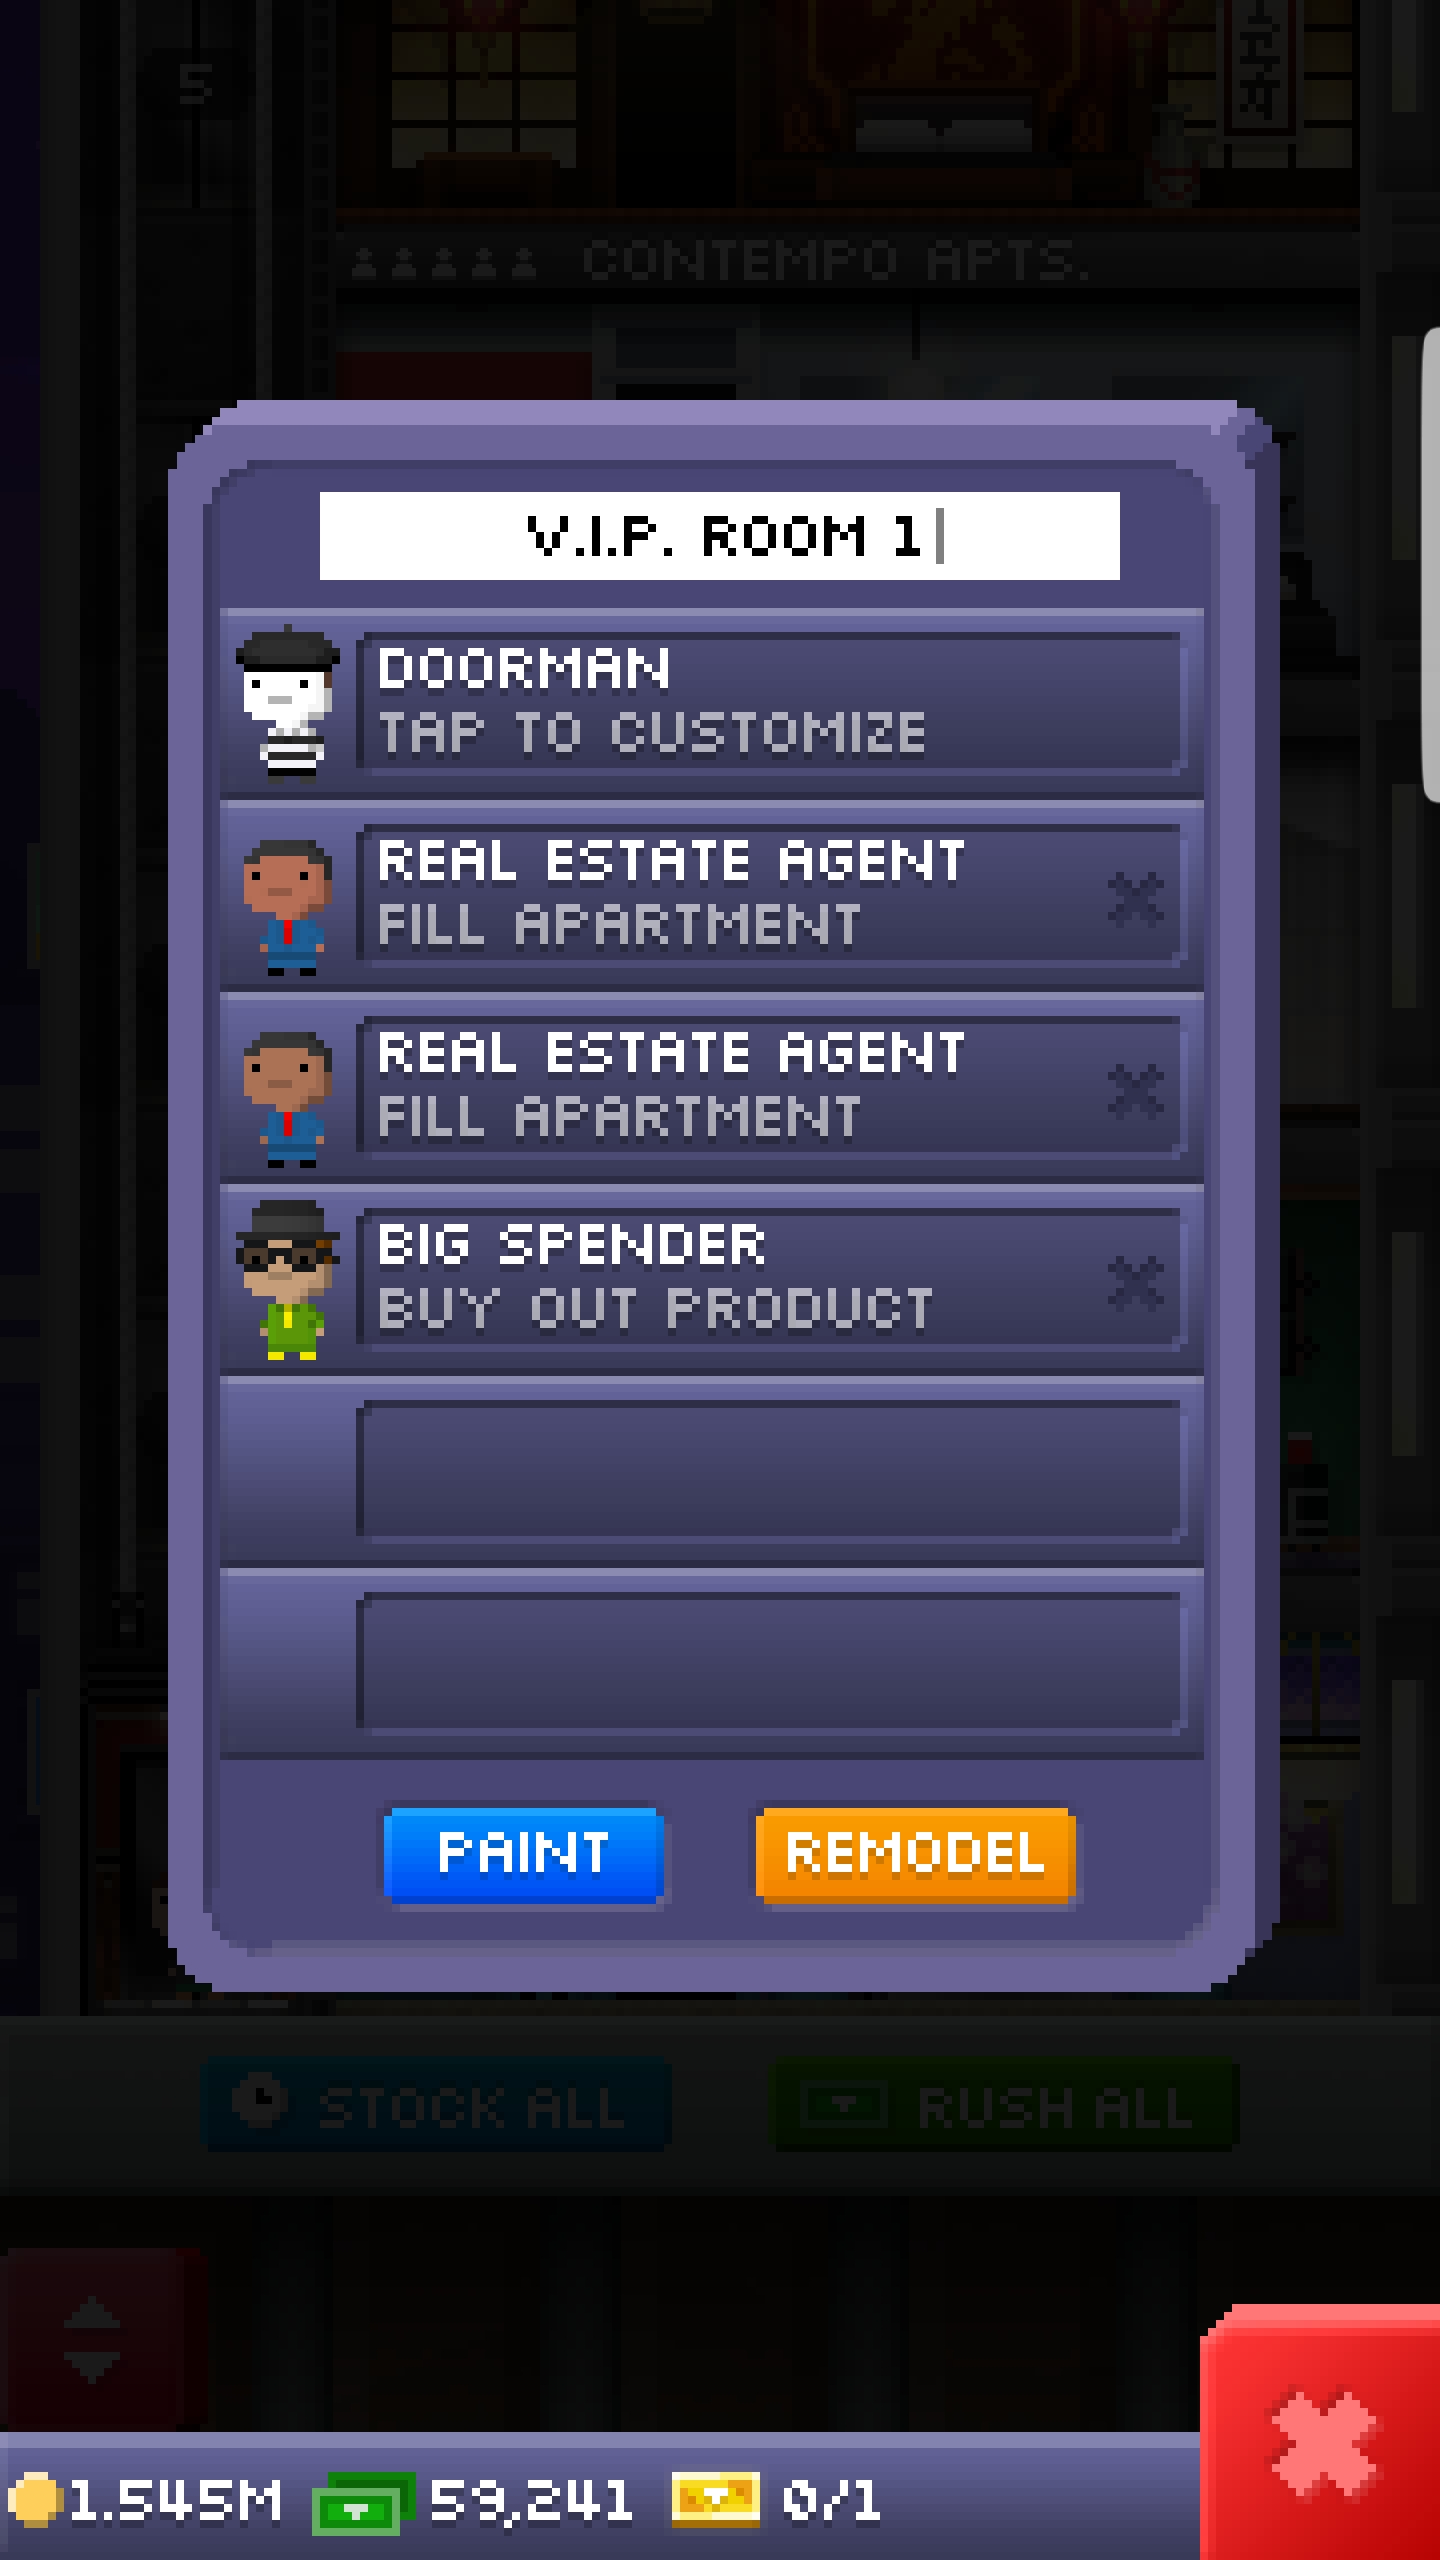 5
CONTEMPO APTS.
V.I.P. ROOM 1
DOORMAN
TAP TO CUSTOMIZE
REAL ESTATE AGENT
FILL APARTMENT
REAL ESTATE AGENT
FILL APARTMENT
BIG SPENDER
BUY OUT PRODUCT
PAINT
REMODEL
STOCK ALL
RUSH ALL
1.545M
59,241
0/1